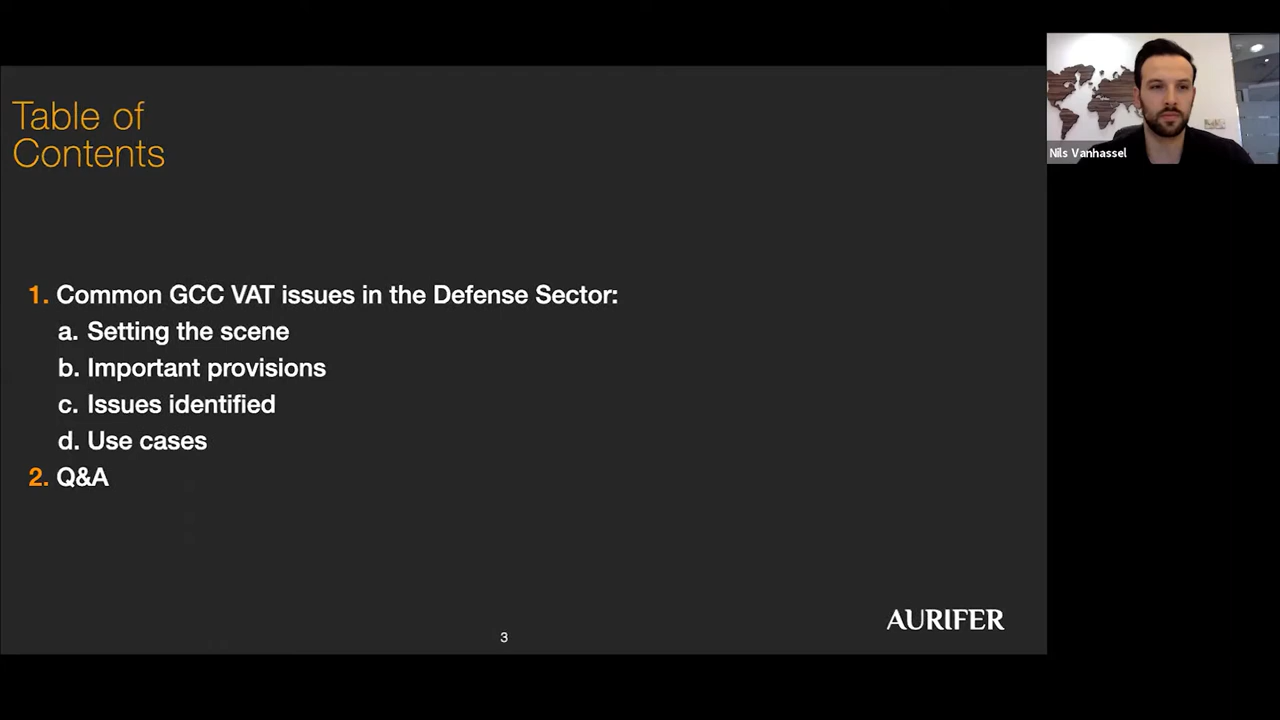 Table of
Contents
Nils Vanhassel
1. Common GCC VAT issues in the Defense Sector:
a. Setting the scene
b. Important provisions
c. Issues identified
d. Use cases
2. Q&A
AURIFER
3